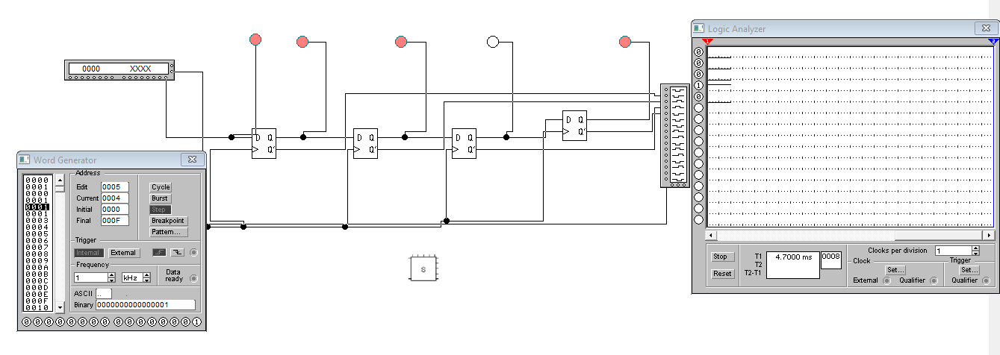 Logic Analyzer
0000 XXXX
D Q
Q'
D Q
Q'
D Q
Q'
D Q
Q'
1
2
0
0
0
1
0
Word Generator
0000
0001
0000
0001
0001
0001
0003
0004
0005
0006
0007
0008
0009
000A
000B
000C
000D
000E
000F
0010
Address
Edit 0005
Current 0004
Initial 0000
Final 000F
Cycle
Burst
Step
Breakpoint
Pattern...
Trigger
Internal External
Frequency
1 kHz
Data
ready
ASCII ..
Binary 0000000000000001
0 0 0 0 0 0 0 0 0 0 0 0 0 0 0 1
S
Stop
Reset
T1 4.7000 ms 0008
T2
T2-T1
Clocks per division 1
Clock
Set...
External Qualifier
Trigger
Set...
Qualifier